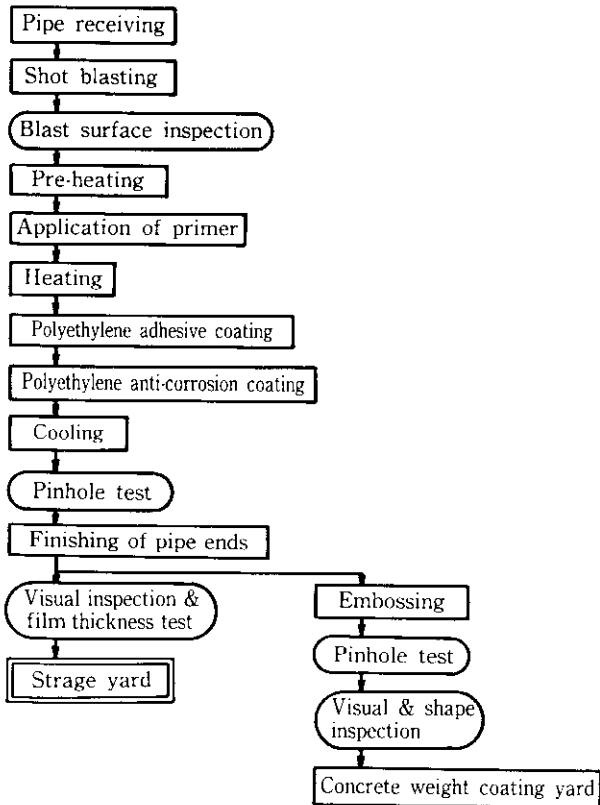 Pipe receiving
Shot blasting
Blast surface inspection
Pre-heating
Application of primer
Heating
Polyethylene adhesive coating
Polyethylene anti-corrosion coating
Cooling
Pinhole test
Finishing of pipe ends
Visual inspection &
film thickness test
Strage yard
Embossing
Pinhole test
Visual & shape
inspection
Concrete weight coating yard